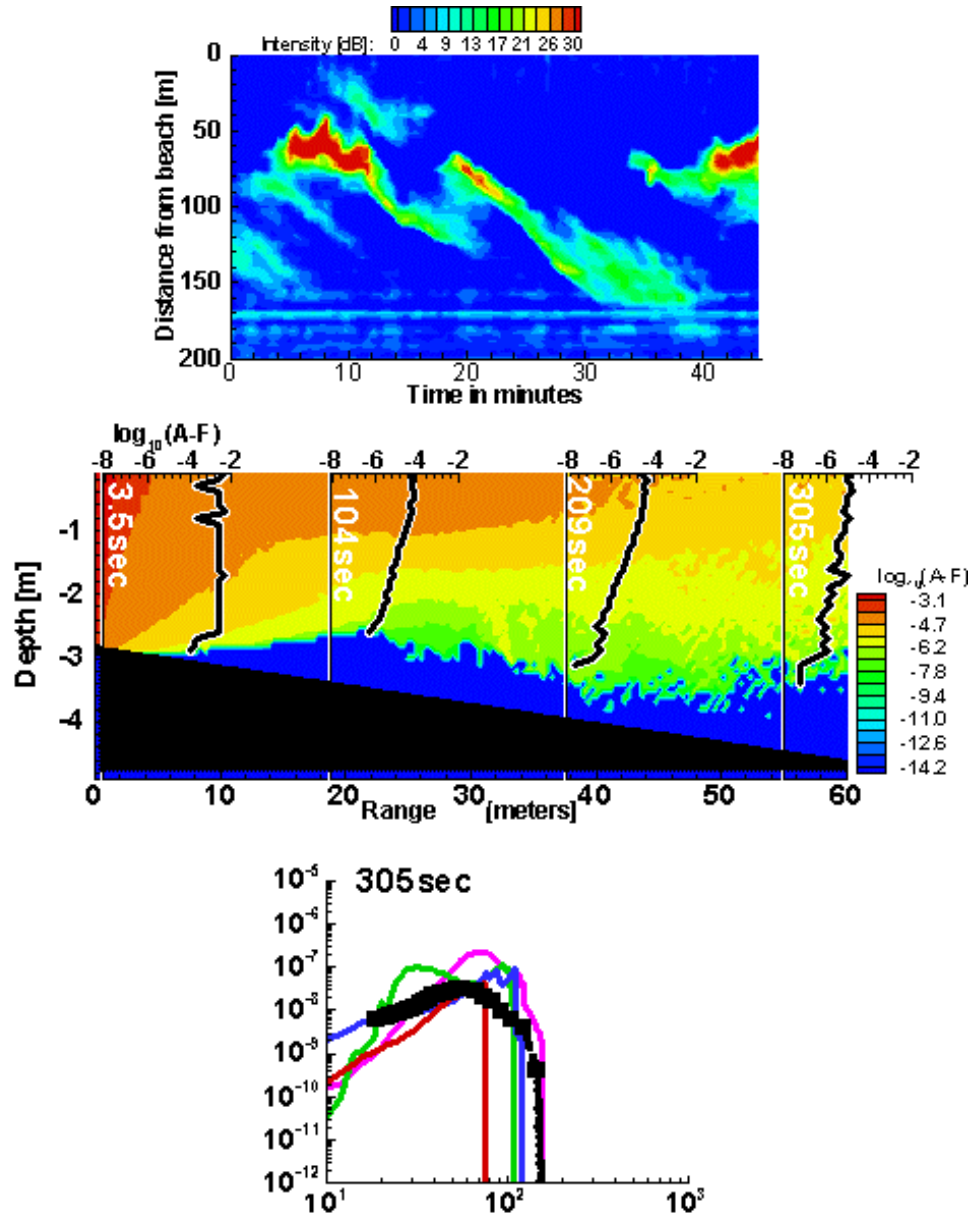 Intensity [dB]: 0 4 9 13 17 21 26 30
Distance from beach [m]
0
50
100
150
200
0 10 20 30 40
Time in minutes
log₁₀(A-F)
-8 -6 -4 -2 -8 -6 -4 -2 -8 -6 -4 -2 -8 -6 -4 -2
3.5sec
104sec
209sec
305sec
Depth [m]
-1
-2
-3
-4
log₁₀(A-F)
-3.1
-4.7
-6.2
-7.8
-9.4
-11.0
-12.6
-14.2
0 10 20 30 40 50 60
Range [meters]
305sec
10⁻⁵
10⁻⁶
10⁻⁷
10⁻⁸
10⁻⁹
10⁻¹⁰
10⁻¹¹
10⁻¹²
10¹ 10² 10³